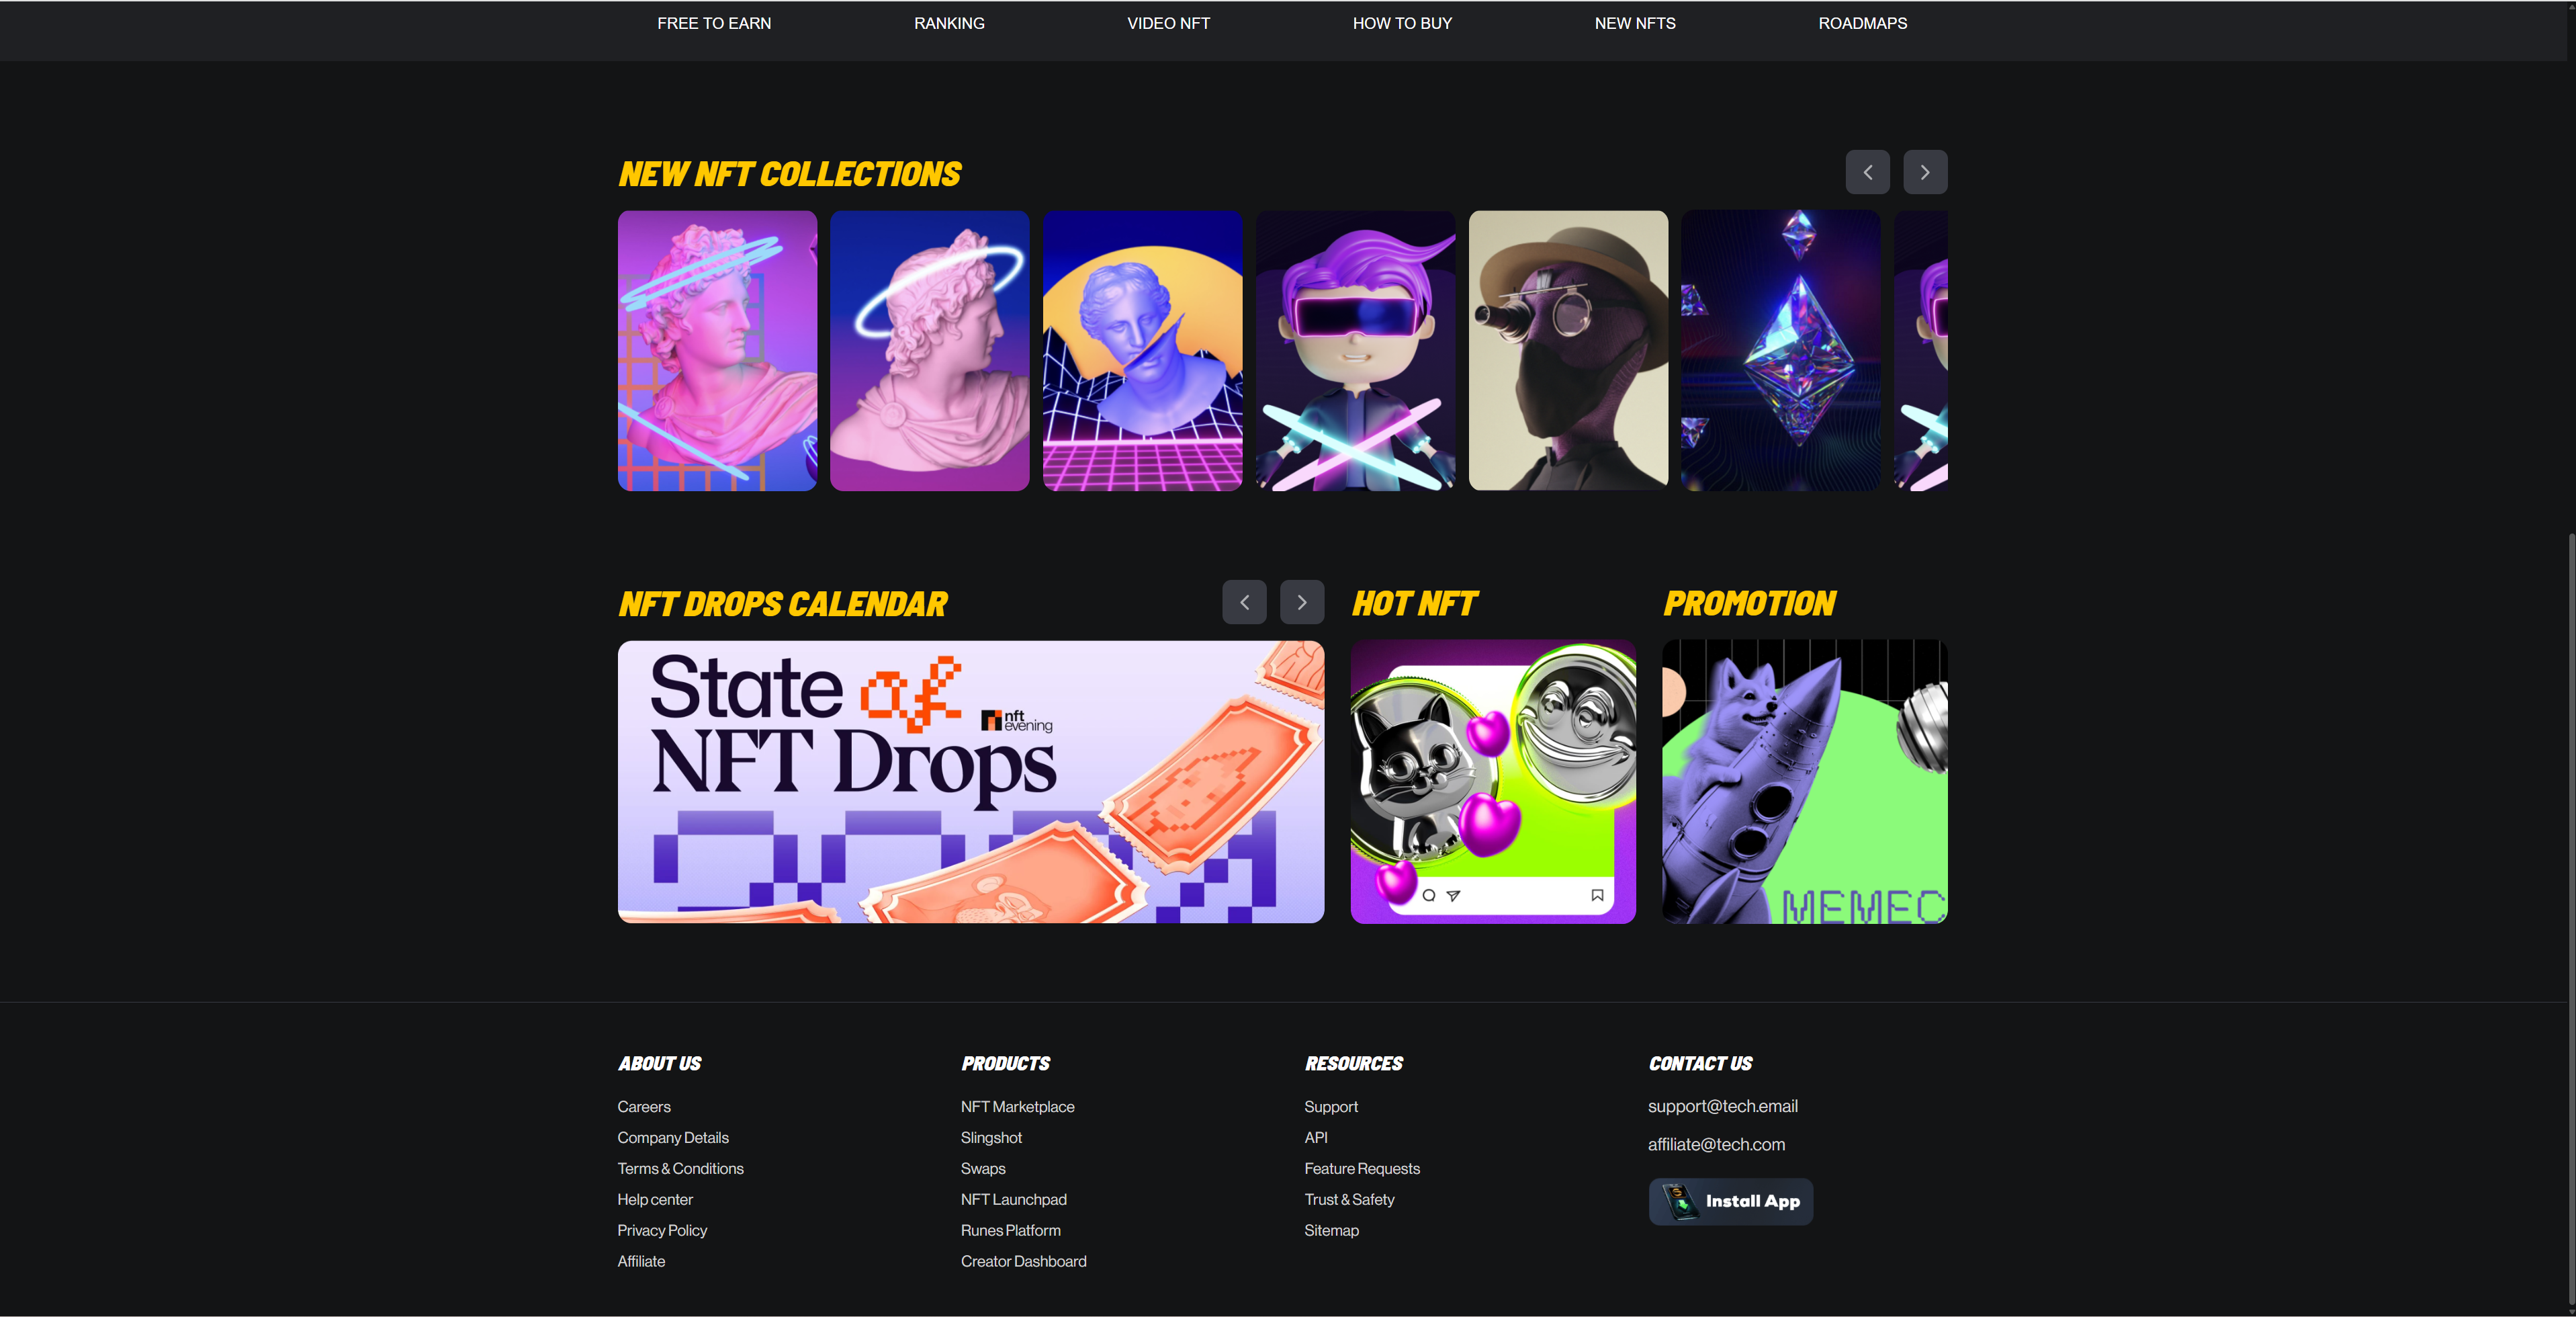 FREE TO EARN
RANKING
VIDEO NFT
HOW TO BUY
NEW NFTS
ROADMAPS
NEW NFT COLLECTIONS
NFT DROPS CALENDAR
State of
nft
evening
NFT Drops
HOT NFT
PROMOTION
MEMEC
ABOUT US
Careers
Company Details
Terms & Conditions
Help center
Privacy Policy
Affiliate
PRODUCTS
NFT Marketplace
Slingshot
Swaps
NFT Launchpad
Runes Platform
Creator Dashboard
RESOURCES
Support
API
Feature Requests
Trust & Safety
Sitemap
CONTACT US
support@tech.email
affiliate@tech.com
Install App